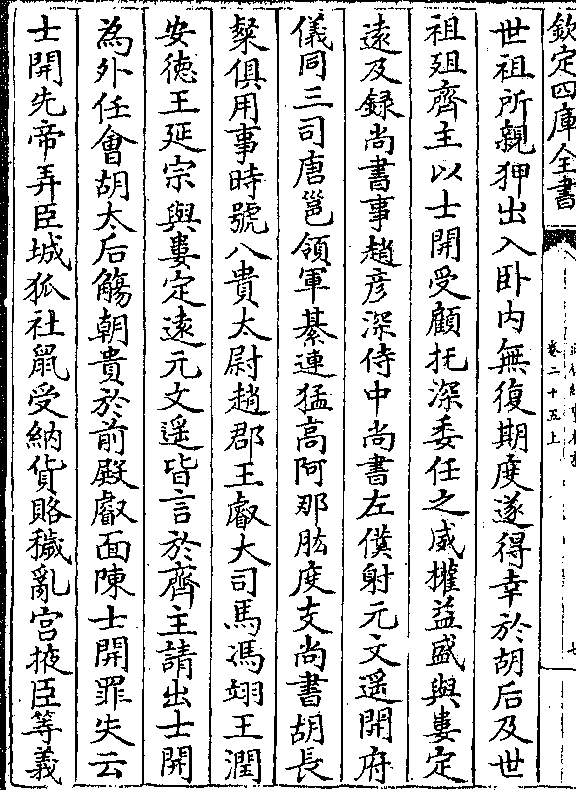 欽定四庫全書
卷二十五上
世祖所親狎出入卧内無復期度遂得幸於胡后及世
祖殂齊主以士開受顧托深委任之威權益盛與婁定
逺及録尚書事趙彦深侍中尚書左僕射元文遥開府
儀同三司唐邕領軍綦連猛高阿那肱度支尚書胡長
粲俱用事時號八貴太尉趙郡王叡大司馬馮翊王潤
安徳王延宗與婁定逺元文遥皆言於齊主請出士開
為外任會胡太后觴朝貴於前殿叡面陳士開罪失云
士開先帝弄臣城狐社鼠受納貨賂穢亂宫掖臣等義